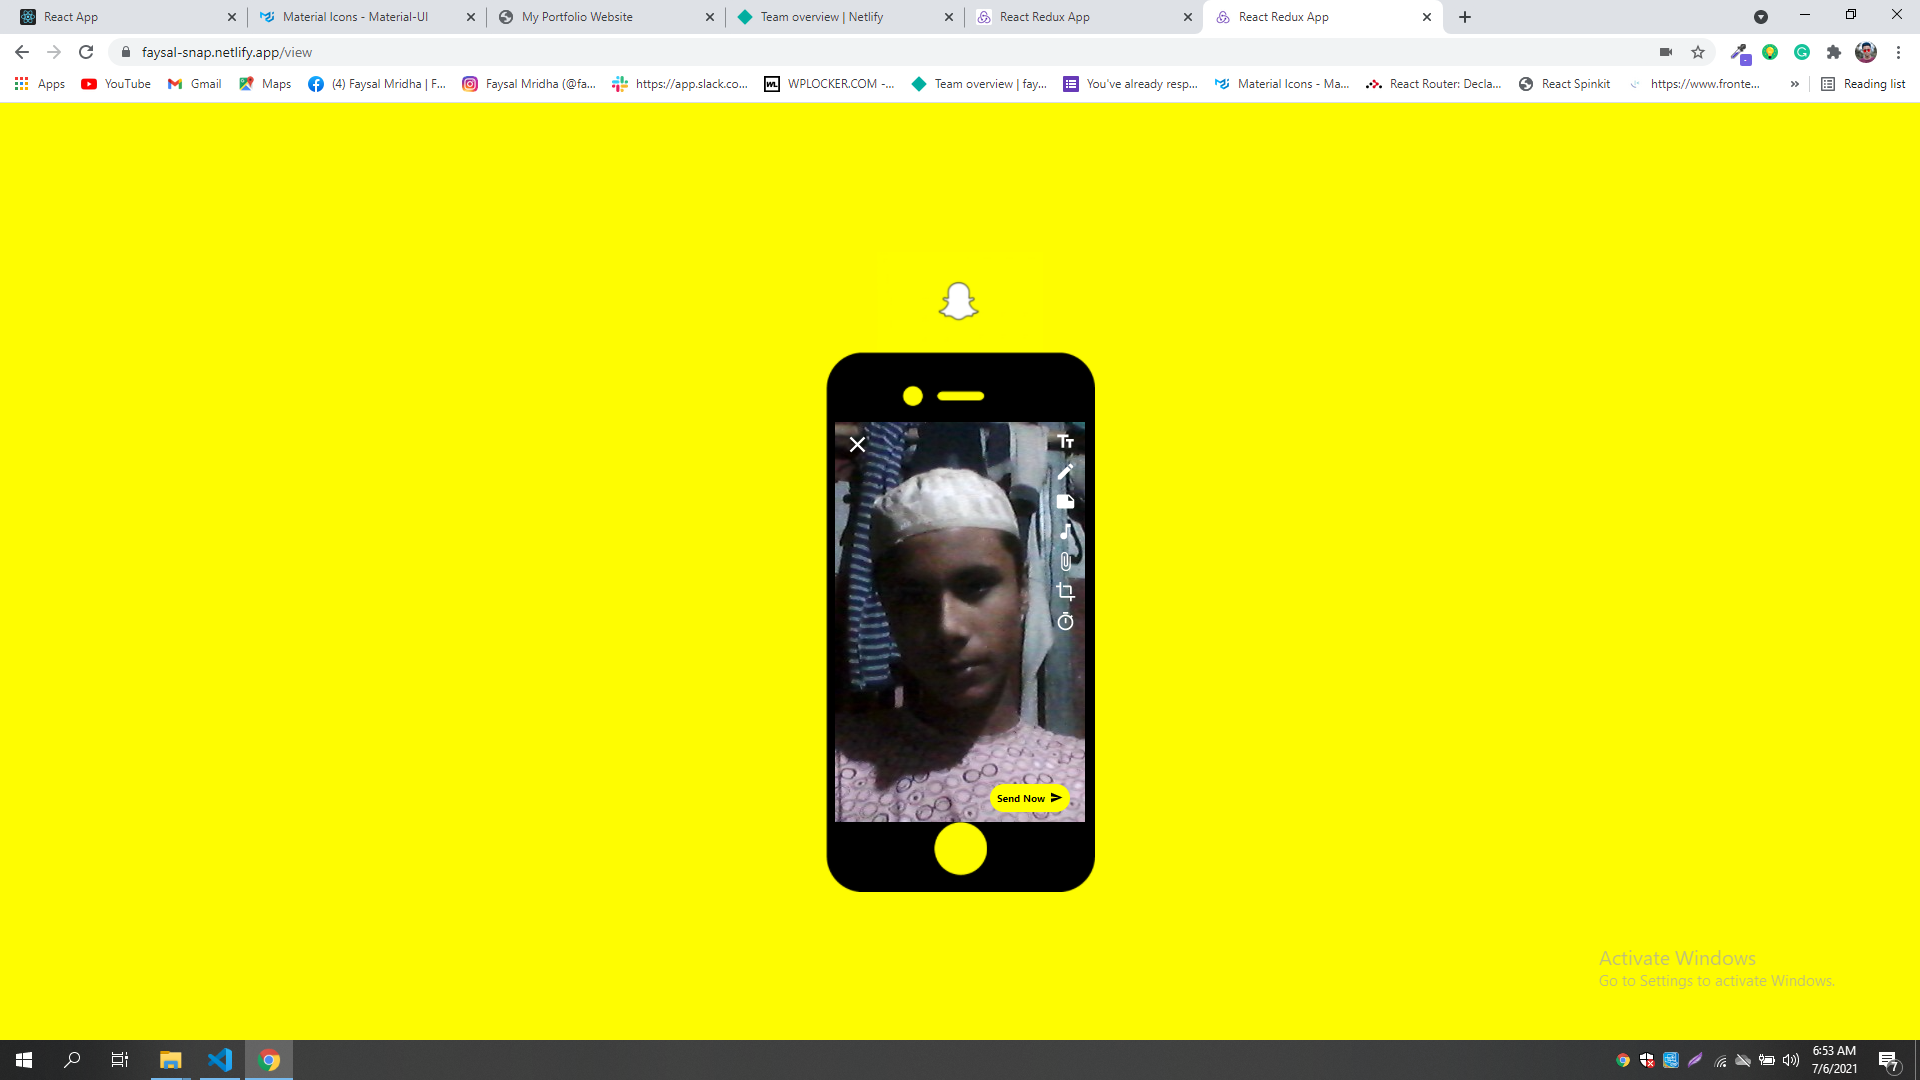 React App
Material Icons - Material-UI
My Portfolio Website
Team overview | Netlify
React Redux App
React Redux App
faysal-snap.netlify.app/view
Apps
YouTube
Gmail
Maps
(4) Faysal Mridha | F...
Faysal Mridha (@fa...
https://app.slack.co...
WL
WPLOCKER.COM -...
Team overview | fay...
You've already resp...
Material Icons - Ma...
React Router: Decla...
React Spinkit
https://www.fronte...
»
Reading list
Tt
Send Now
Activate Windows
Go to Settings to activate Windows.
6:53 AM
7/6/2021
7